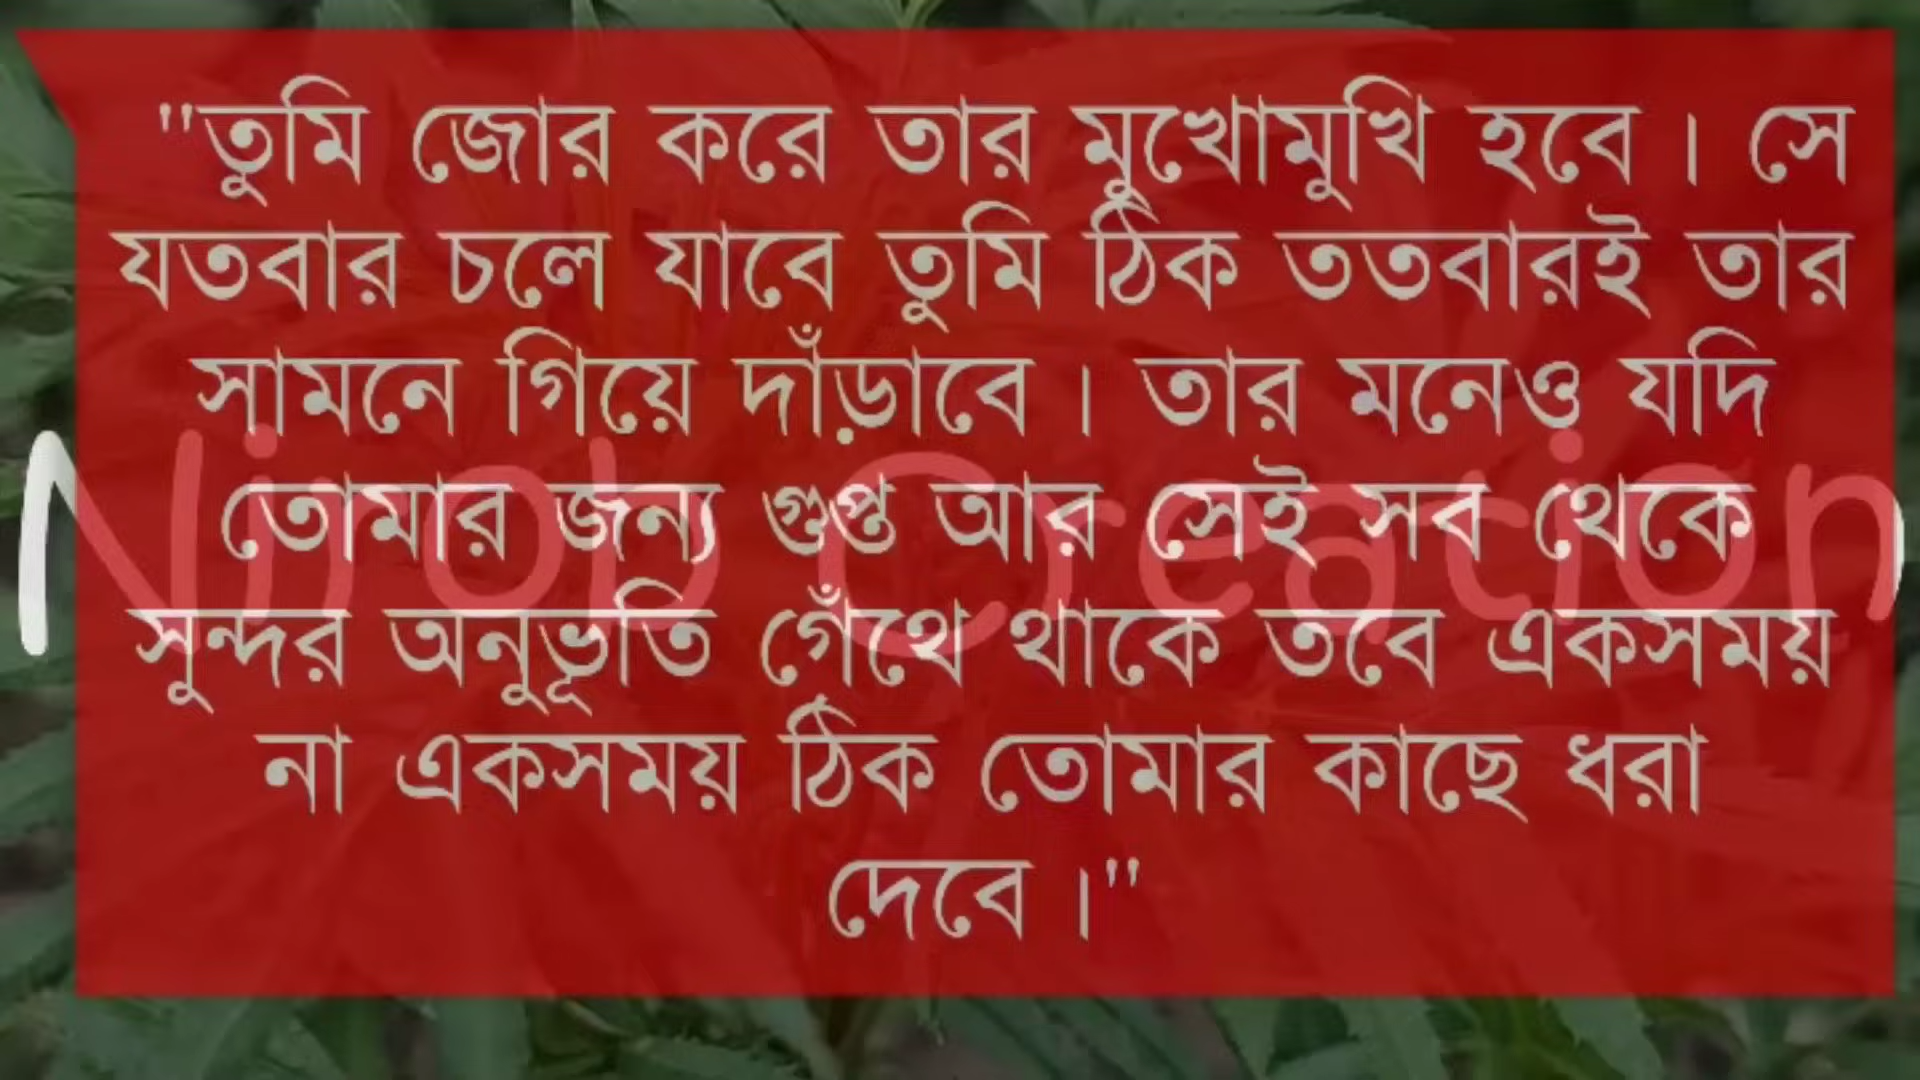 "তুমি জোর করে তার মুখোমুখি হবে । সে
যতবার চলে যাবে তুমি ঠিক ততবারই তার
সামনে গিয়ে দাঁড়াবে । তার মনেও যদি
তোমার জন্য গুপ্ত আর সেই সব থেকে
সুন্দর অনুভূতি গেঁথে থাকে তবে একসময়
না একসময় ঠিক তোমার কাছে ধরা
দেবে ।"
Nirob Creation